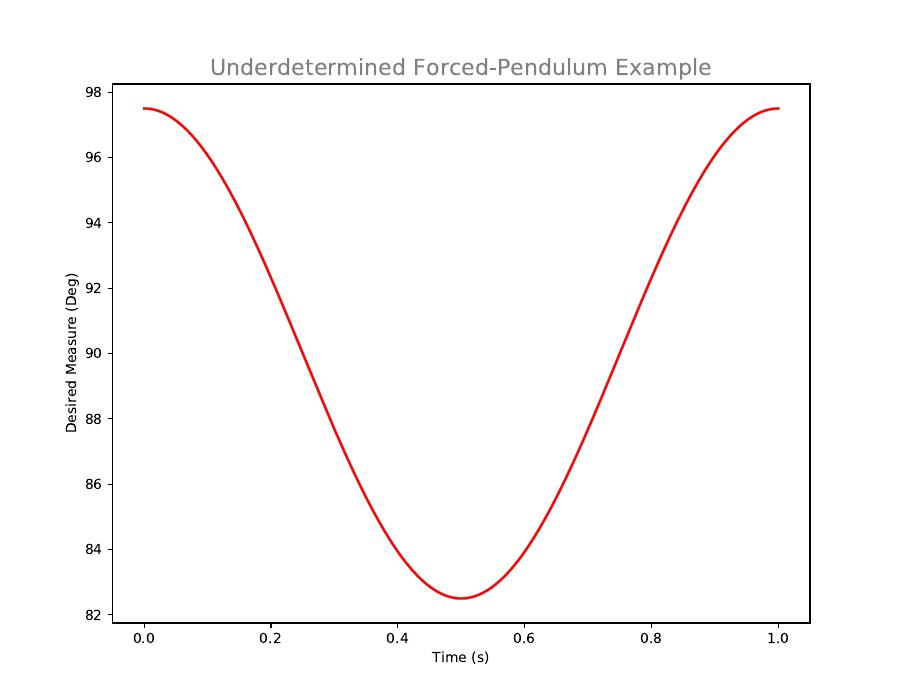 Underdetermined Forced-Pendulum Example
98
96
94
92
90
88
86
84
82
Desired Measure (Deg)
0.0 0.2 0.4 0.6 0.8 1.0
Time (s)